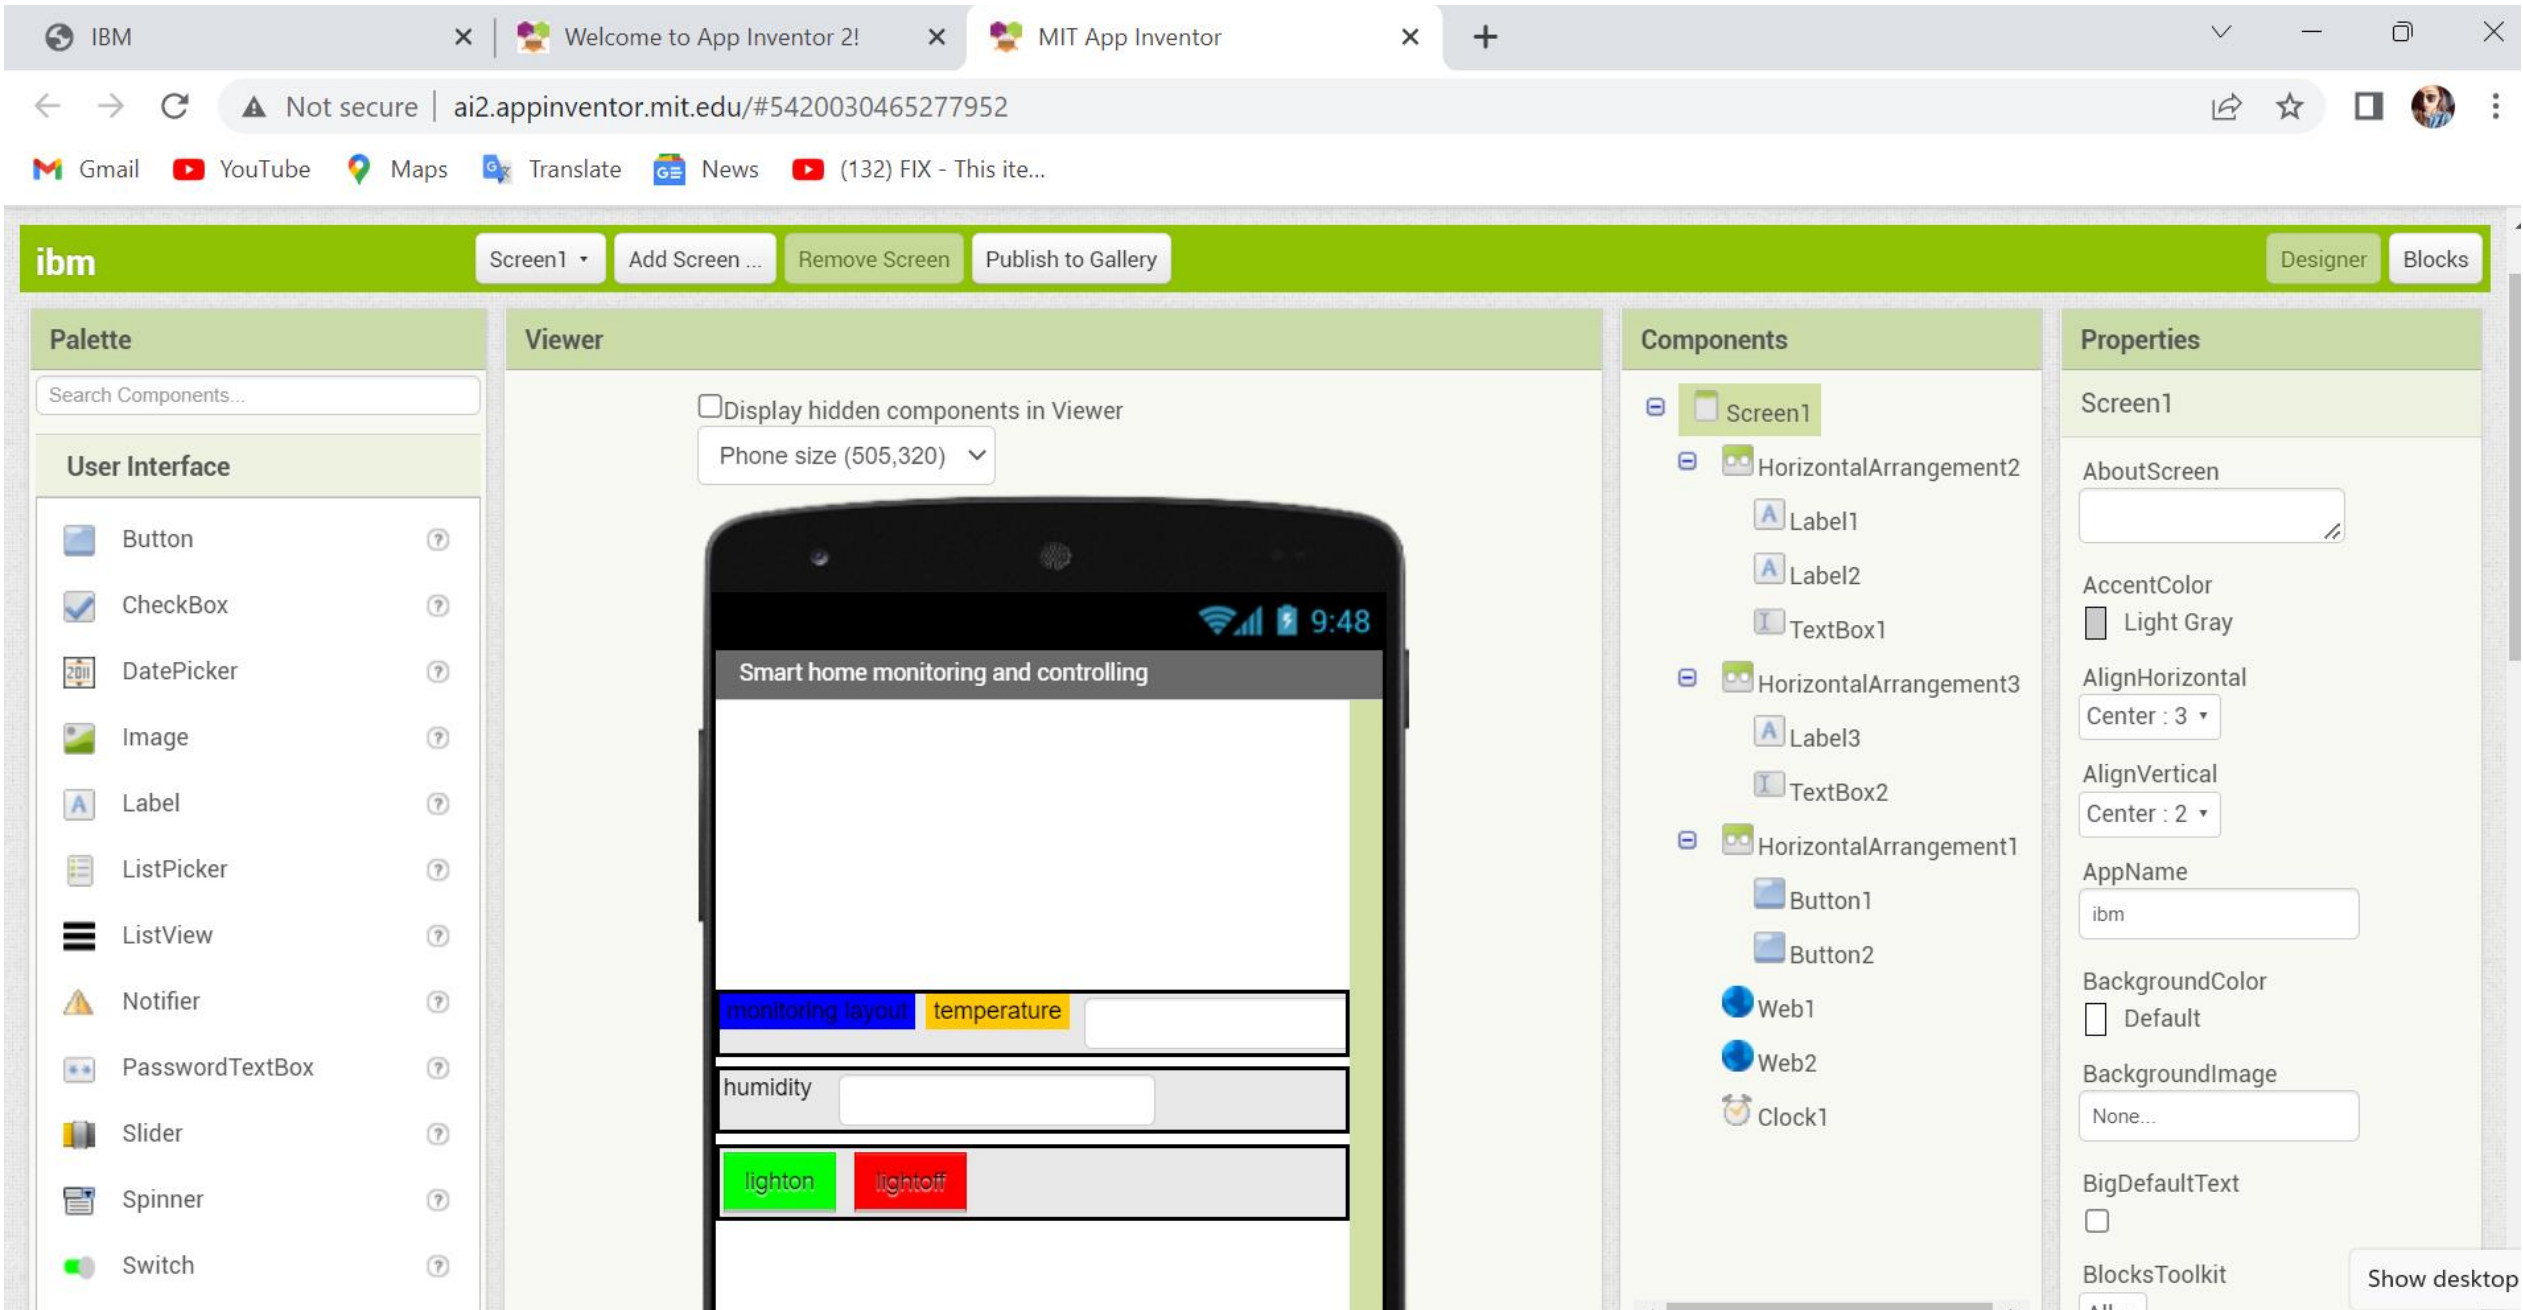 IBM
Welcome to App Inventor 2!
MIT App Inventor
Not secure | ai2.appinventor.mit.edu/#5420030465277952
Gmail YouTube Maps Translate News (132) FIX - This ite...
ibm
Screen1 Add Screen ... Remove Screen Publish to Gallery Designer Blocks
Palette
Search Components...
User Interface
Button
CheckBox
DatePicker
Image
Label
ListPicker
ListView
Notifier
PasswordTextBox
Slider
Spinner
Switch
Viewer
Display hidden components in Viewer
Phone size (505,320)
9:48
Smart home monitoring and controlling
monitoring layout temperature
humidity
lighton lightoff
Components
Screen1
HorizontalArrangement2
Label1
Label2
TextBox1
HorizontalArrangement3
Label3
TextBox2
HorizontalArrangement1
Button1
Button2
Web1
Web2
Clock1
Properties
Screen1
AboutScreen
AccentColor
Light Gray
AlignHorizontal
Center : 3
AlignVertical
Center : 2
AppName
ibm
BackgroundColor
Default
BackgroundImage
None...
BigDefaultText
BlocksToolkit
Show desktop